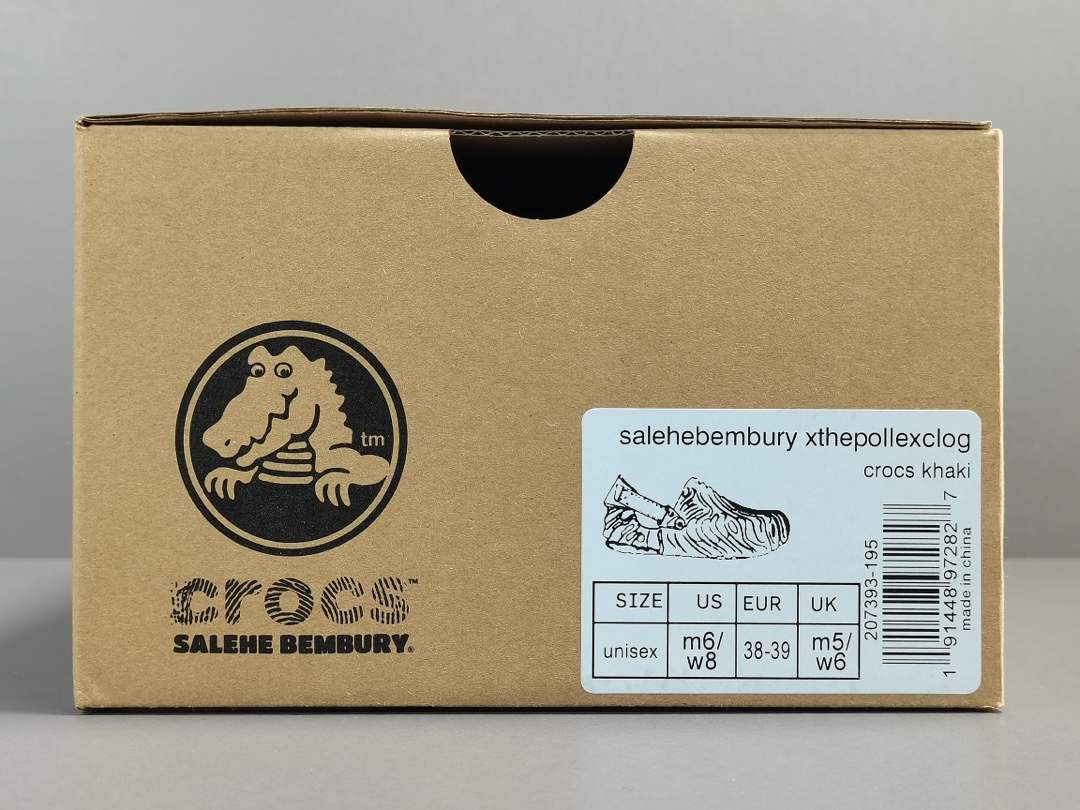 tm
crocs™
SALEHE BEMBURY®
salehebembury xthepollexclog
crocs khaki
SIZE US EUR UK
unisex m6/w8 38-39 m5/w6
207393-195
1 91448 97282 7
made in china